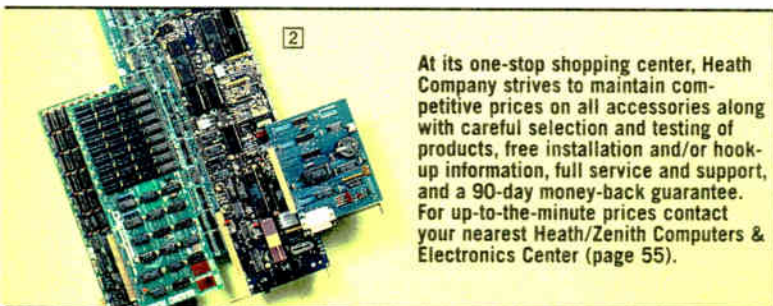 2
At its one-stop shopping center, Heath
Company strives to maintain com-
petitive prices on all accessories along
with careful selection and testing of
products, free installation and/or hook-
up information, full service and support,
and a 90-day money-back guarantee.
For up-to-the-minute prices contact
your nearest Heath/Zenith Computers &
Electronics Center (page 55).